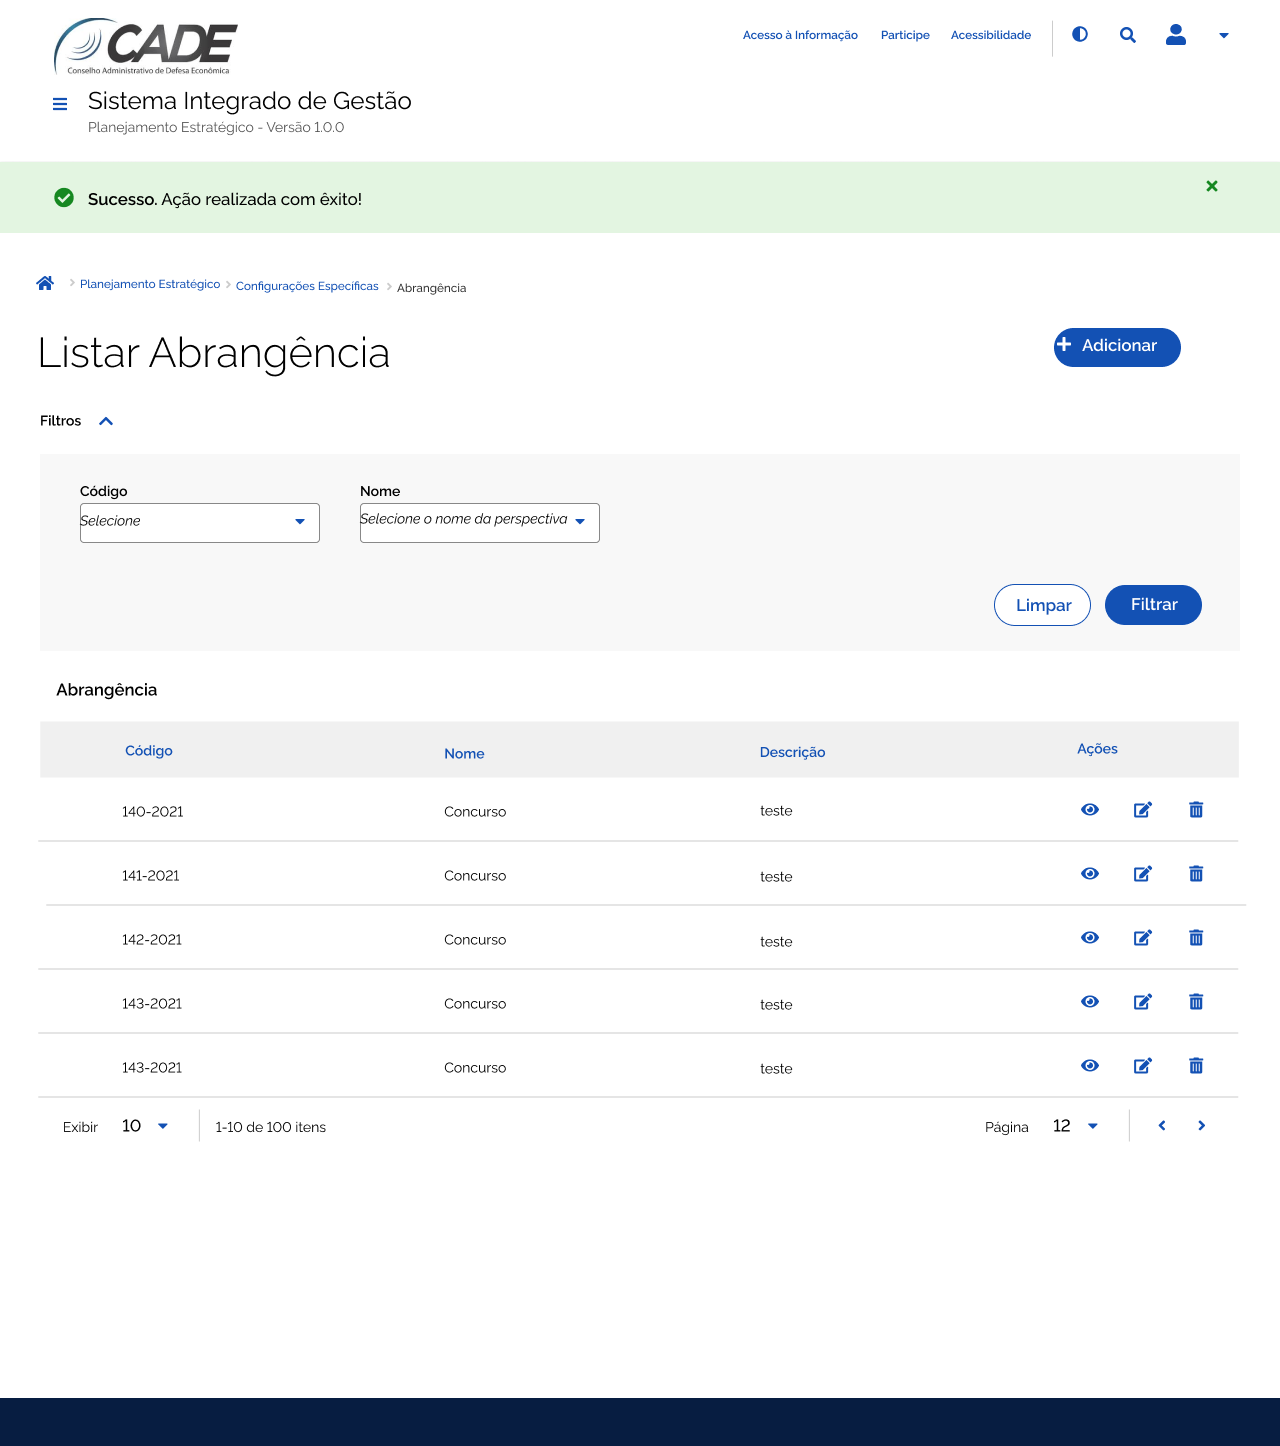 CADE
Conselho Administrativo de Defesa Econômica
Acesso à Informação Participe Acessibilidade
Sistema Integrado de Gestão
Planejamento Estratégico - Versão 1.0.0
Sucesso. Ação realizada com êxito!
Planejamento Estratégico Configurações Específicas Abrangência
Listar Abrangência
Adicionar
Filtros
Código Nome
Selecione Selecione o nome da perspectiva
Limpar Filtrar
Abrangência
Código Nome Descrição Ações
140-2021 Concurso teste
141-2021 Concurso teste
142-2021 Concurso teste
143-2021 Concurso teste
143-2021 Concurso teste
Exibir 10 1-10 de 100 itens Página 12